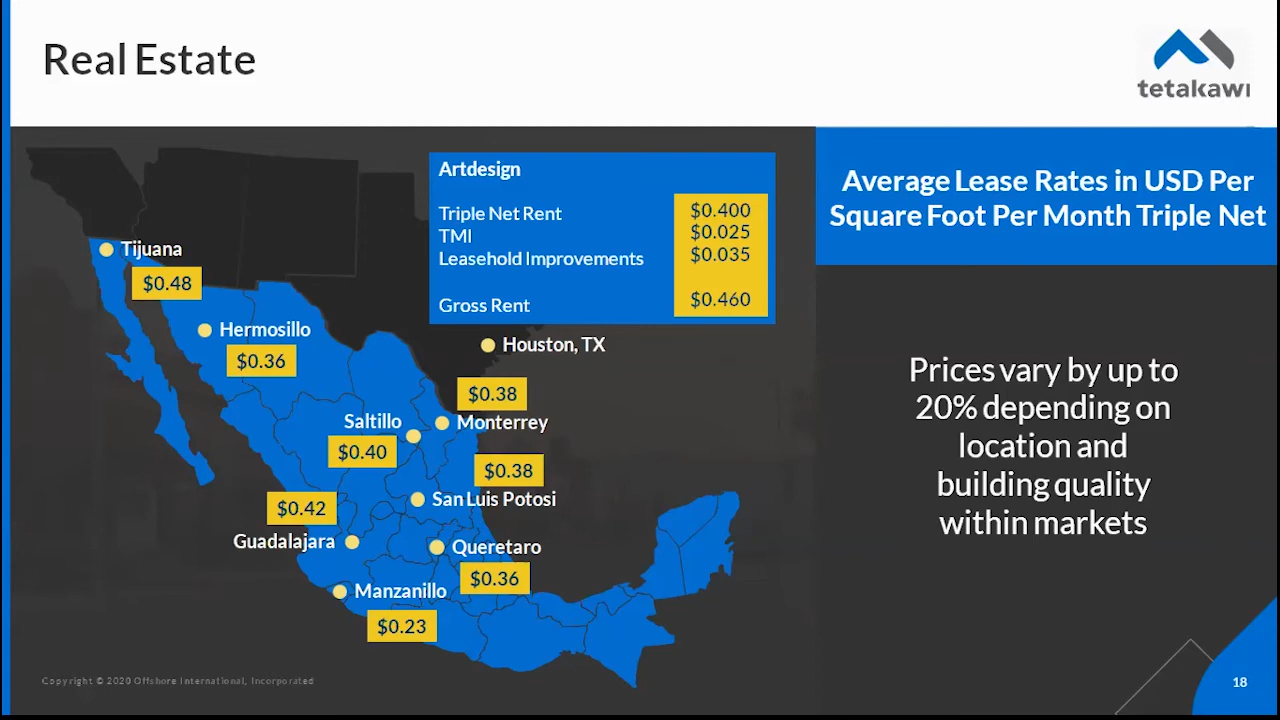 Real Estate
tetakawi
Artdesign
Triple Net Rent $0.400
TMI $0.025
Leasehold Improvements $0.035
Gross Rent $0.460
Average Lease Rates in USD Per
Square Foot Per Month Triple Net
Tijuana
$0.48
Hermosillo
$0.36
Houston, TX
$0.38
Monterrey
Saltillo
$0.40
$0.38
San Luis Potosi
$0.42
Guadalajara
Queretaro
$0.36
Manzanillo
$0.23
Prices vary by up to
20% depending on
location and
building quality
within markets
Copyright © 2020 Offshore International, Incorporated
18